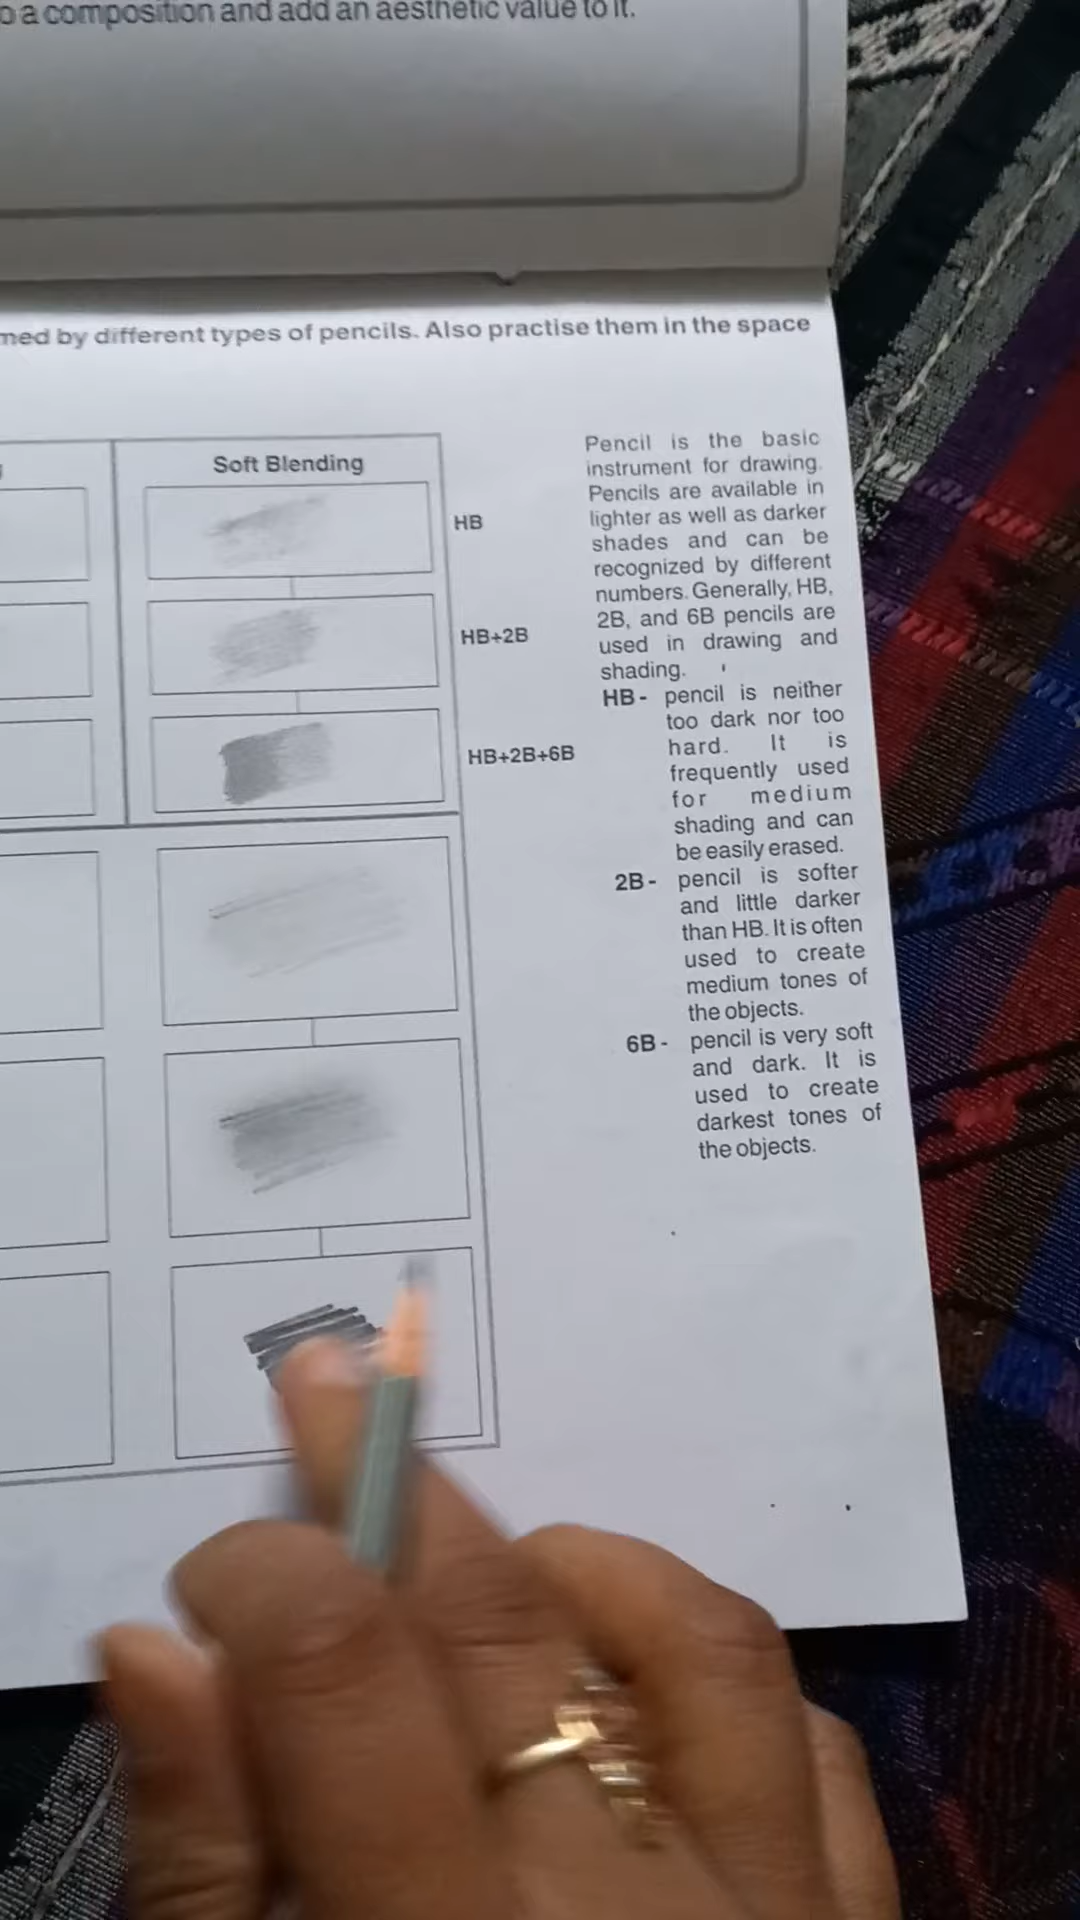 a composition and add an aesthetic value to it.
by different types of pencils. Also practise them in the space
Soft Blending
HB
HB+2B
HB+2B+6B
Pencil is the basic
instrument for drawing.
Pencils are available in
lighter as well as darker
shades and can be
recognized by different
numbers. Generally, HB,
2B, and 6B pencils are
used in drawing and
shading.
HB - pencil is neither
too dark nor too
hard. It is
frequently used
for medium
shading and can
be easily erased.
2B - pencil is softer
and little darker
than HB. It is often
used to create
medium tones of
the objects.
6B - pencil is very soft
and dark. It is
used to create
darkest tones of
the objects.